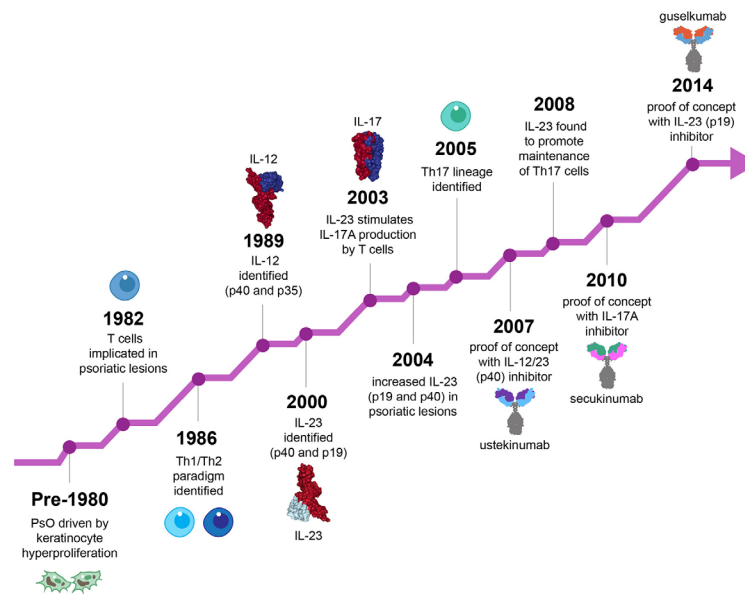 Pre-1980
PsO driven by
keratinocyte
hyperproliferation
1982
T cells
implicated in
psoriatic lesions
1986
Th1/Th2
paradigm
identified
IL-12
1989
IL-12
identified
(p40 and p35)
2000
IL-23
identified
(p40 and p19)
IL-23
IL-17
2003
IL-23 stimulates
IL-17A production
by T cells
2004
increased IL-23
(p19 and p40) in
psoriatic lesions
2005
Th17 lineage
identified
2007
proof of concept
with IL-12/23
(p40) inhibitor
ustekinumab
2008
IL-23 found
to promote
maintenance
of Th17 cells
2010
proof of concept
with IL-17A
inhibitor
secukinumab
guselkumab
2014
proof of concept
with IL-23 (p19)
inhibitor